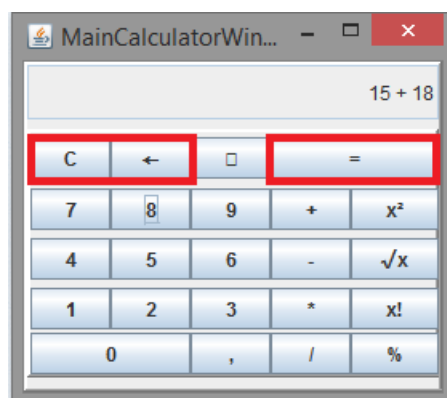 MainCalculatorWin...
15 + 18
C ← □ =
7 8 9 + x²
4 5 6 - √x
1 2 3 * x!
0 , / %